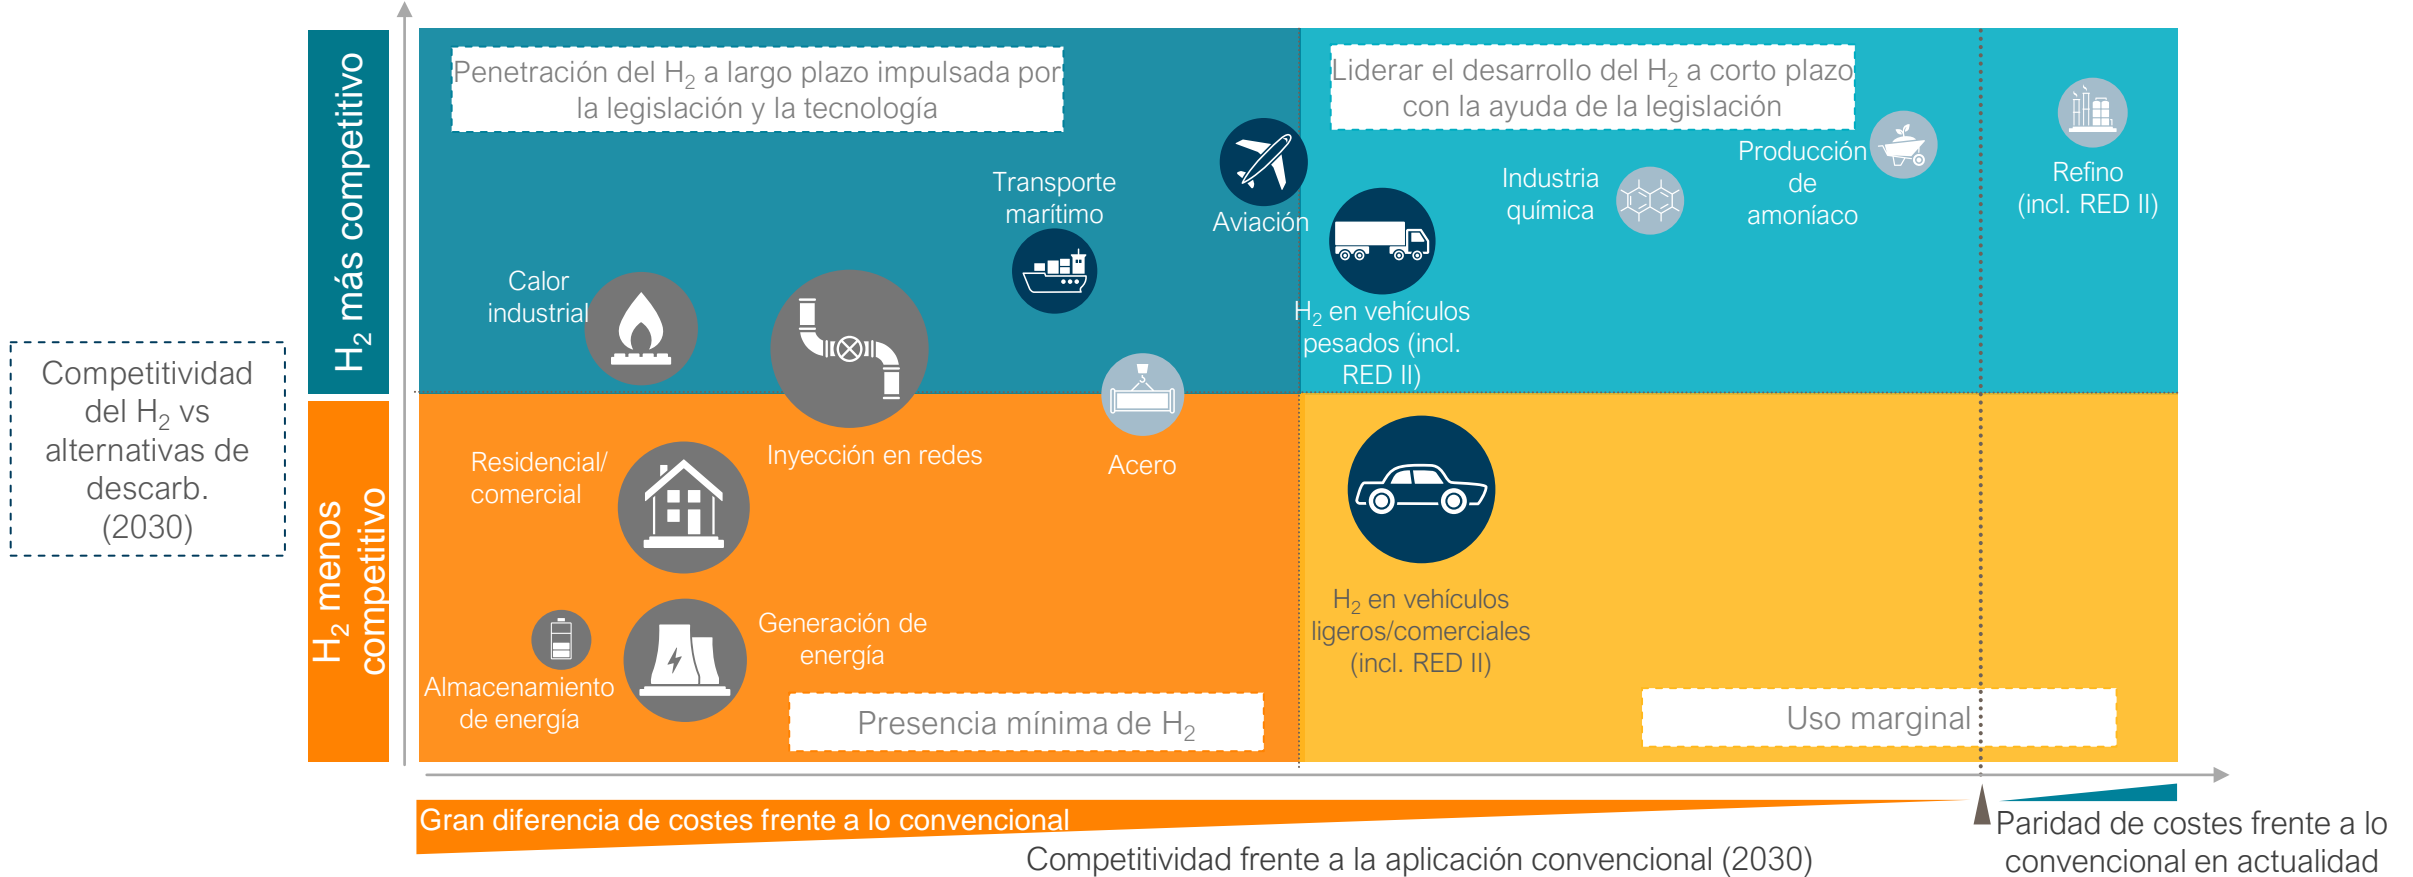 Competitividad
del H₂ vs
alternativas de
descarb.
(2030)
H₂ más competitivo
H₂ menos
competitivo
Penetración del H₂ a largo plazo impulsada por
la legislación y la tecnología
Liderar el desarrollo del H₂ a corto plazo
con la ayuda de la legislación
Calor
industrial
Transporte
marítimo
Aviación
H₂ en vehículos
pesados (incl.
RED II)
Industria
química
Producción
de
amoníaco
Refino
(incl. RED II)
Residencial/
comercial
Inyección en redes
Acero
Almacenamiento
de energía
Generación de
energía
Presencia mínima de H₂
H₂ en vehículos
ligeros/comerciales
(incl. RED II)
Uso marginal
Gran diferencia de costes frente a lo convencional
Competitividad frente a la aplicación convencional (2030)
Paridad de costes frente a lo
convencional en actualidad